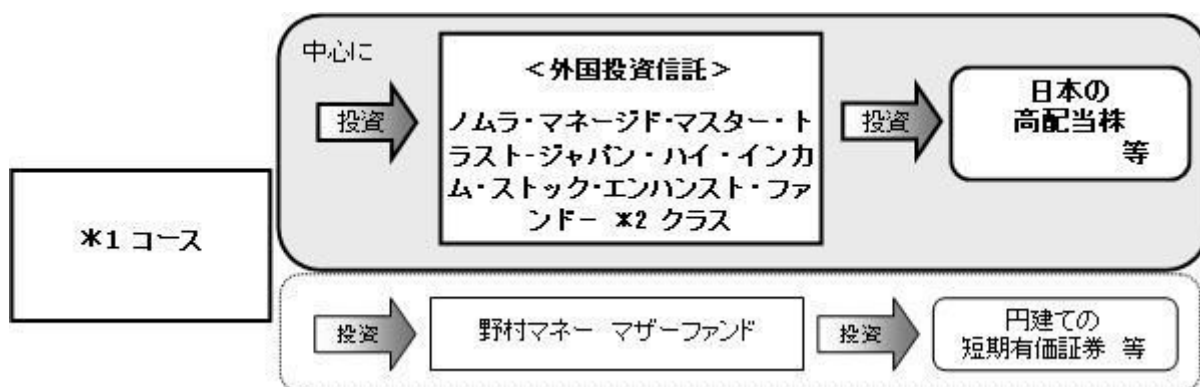 中心に
投資
＜外国投資信託＞
ノムラ・マネージド・マスター・ト
ラスト-ジャパン・ハイ・インカ
ム・ストック・エンハンスト・ファ
ンドー *2 クラス
投資
日本の
高配当株
等
*1 コース
投資
野村マネー マザーファンド
投資
円建ての
短期有価証券 等